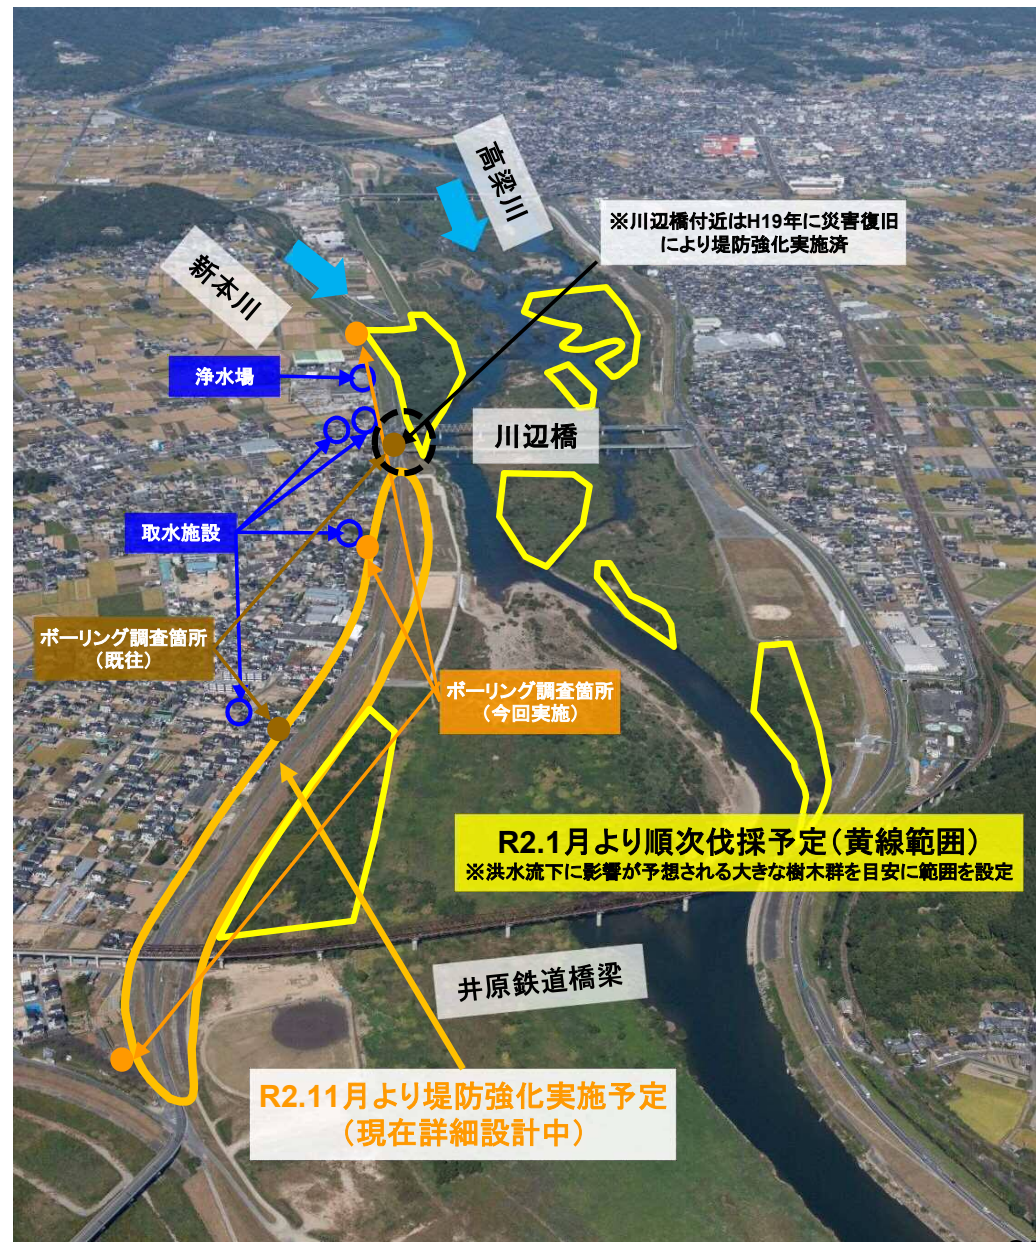 高梁川
※川辺橋付近はH19年に災害復旧
により堤防強化実施済
新本川
浄水場
川辺橋
取水施設
ボーリング調査箇所
（既往）
ボーリング調査箇所
（今回実施）
R2.1月より順次伐採予定（黄線範囲）
※洪水流下に影響が予想される大きな樹木群を目安に範囲を設定
井原鉄道橋梁
R2.11月より堤防強化実施予定
（現在詳細設計中）